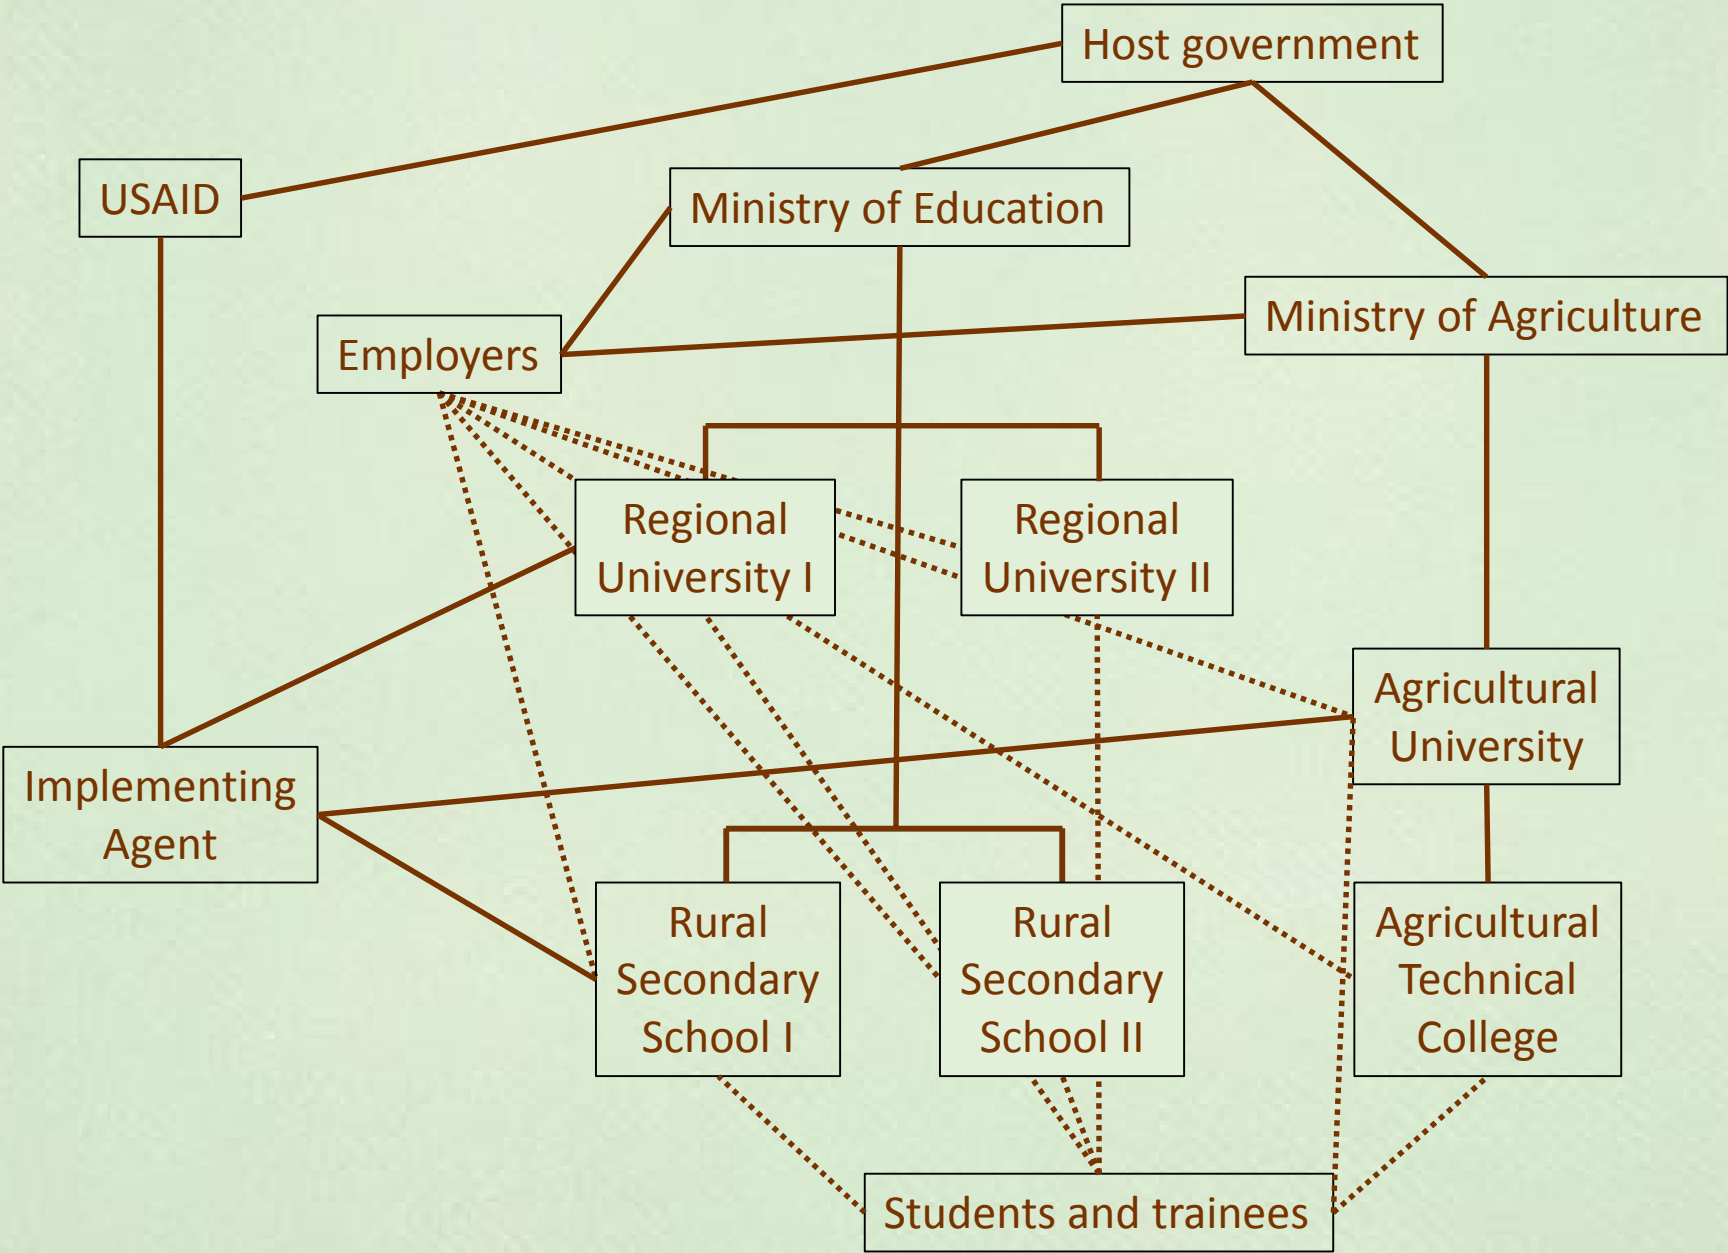 Host government
USAID
Ministry of Education
Ministry of Agriculture
Employers
Regional
University I
Regional
University II
Agricultural
University
Implementing
Agent
Rural
Secondary
School I
Rural
Secondary
School II
Agricultural
Technical
College
Students and trainees